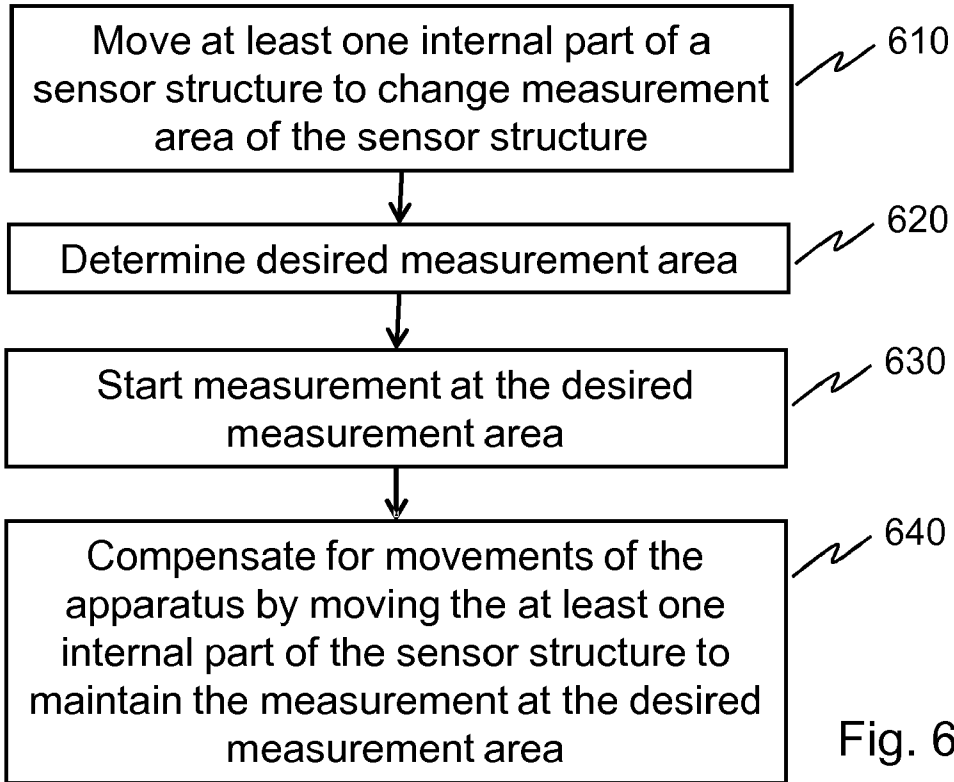 Move at least one internal part of a
sensor structure to change measurement
area of the sensor structure
610
Determine desired measurement area
620
Start measurement at the desired
measurement area
630
Compensate for movements of the
apparatus by moving the at least one
internal part of the sensor structure to
maintain the measurement at the desired
measurement area
640
Fig. 6